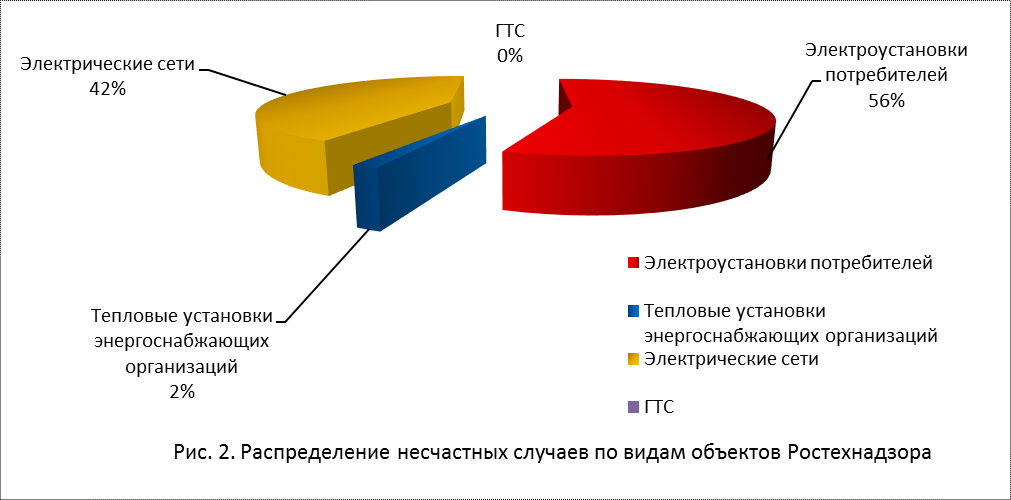 ГТС
0%
Электроустановки
потребителей
56%
Электрические сети
42%
Тепловые установки
энергоснабжающих
организаций
2%
Электроустановки потребителей
Тепловые установки
энергоснабжающих организаций
Электрические сети
ГТС
Рис. 2. Распределение несчастных случаев по видам объектов Ростехнадзора